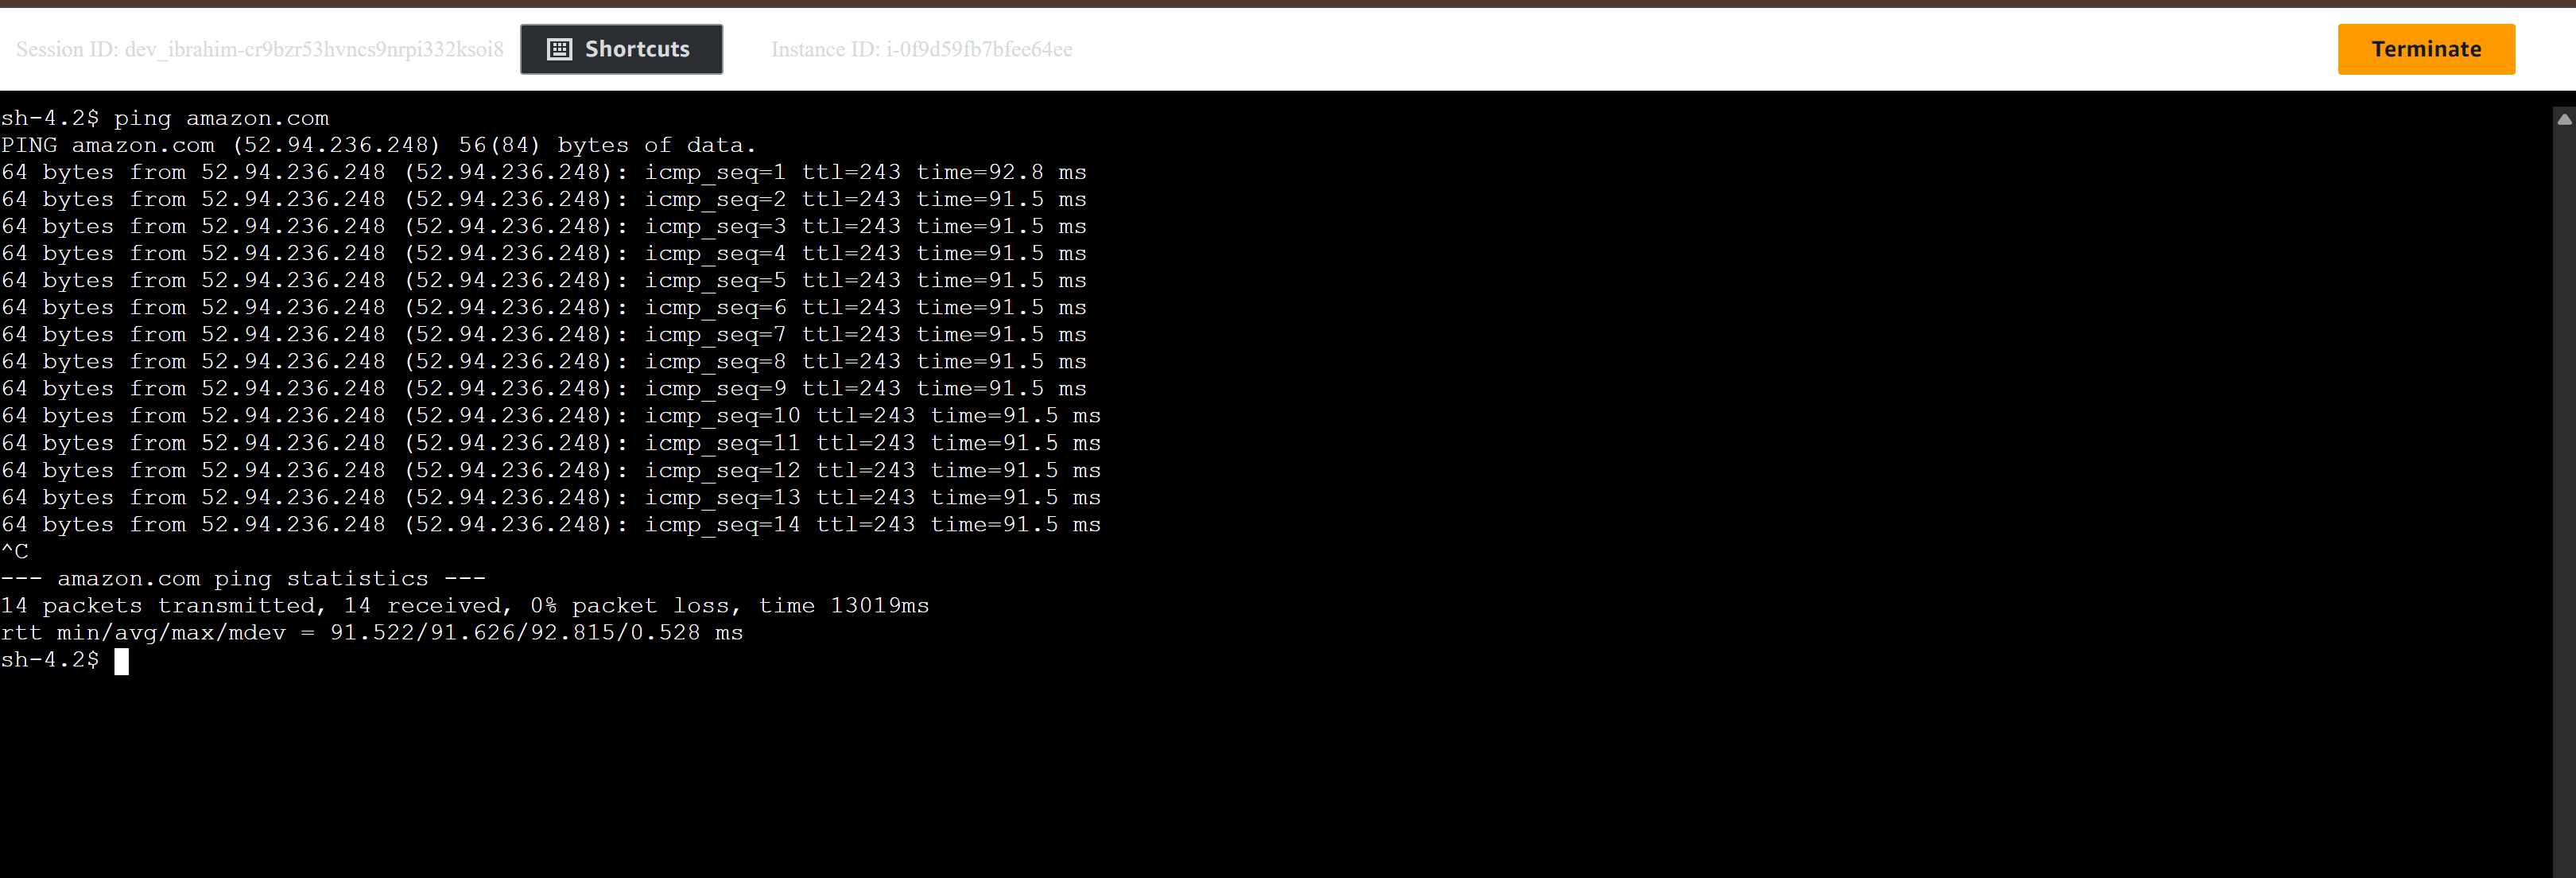 Session ID: dev_ibrahim-cr9bzr53hvncs9nrpi332ksoi8 Shortcuts Instance ID: i-0f9d59fb7bfee64ee Terminate
sh-4.2$ ping amazon.com
PING amazon.com (52.94.236.248) 56(84) bytes of data.
64 bytes from 52.94.236.248 (52.94.236.248): icmp_seq=1 ttl=243 time=92.8 ms
64 bytes from 52.94.236.248 (52.94.236.248): icmp_seq=2 ttl=243 time=91.5 ms
64 bytes from 52.94.236.248 (52.94.236.248): icmp_seq=3 ttl=243 time=91.5 ms
64 bytes from 52.94.236.248 (52.94.236.248): icmp_seq=4 ttl=243 time=91.5 ms
64 bytes from 52.94.236.248 (52.94.236.248): icmp_seq=5 ttl=243 time=91.5 ms
64 bytes from 52.94.236.248 (52.94.236.248): icmp_seq=6 ttl=243 time=91.5 ms
64 bytes from 52.94.236.248 (52.94.236.248): icmp_seq=7 ttl=243 time=91.5 ms
64 bytes from 52.94.236.248 (52.94.236.248): icmp_seq=8 ttl=243 time=91.5 ms
64 bytes from 52.94.236.248 (52.94.236.248): icmp_seq=9 ttl=243 time=91.5 ms
64 bytes from 52.94.236.248 (52.94.236.248): icmp_seq=10 ttl=243 time=91.5 ms
64 bytes from 52.94.236.248 (52.94.236.248): icmp_seq=11 ttl=243 time=91.5 ms
64 bytes from 52.94.236.248 (52.94.236.248): icmp_seq=12 ttl=243 time=91.5 ms
64 bytes from 52.94.236.248 (52.94.236.248): icmp_seq=13 ttl=243 time=91.5 ms
64 bytes from 52.94.236.248 (52.94.236.248): icmp_seq=14 ttl=243 time=91.5 ms
^C
--- amazon.com ping statistics ---
14 packets transmitted, 14 received, 0% packet loss, time 13019ms
rtt min/avg/max/mdev = 91.522/91.626/92.815/0.528 ms
sh-4.2$